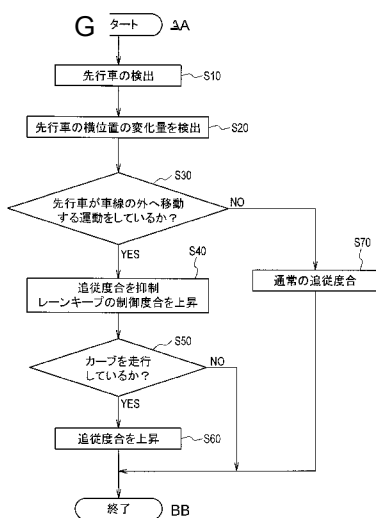 G タート AA
先行車の検出 S10
先行車の横位置の変化量を検出 S20
S30
先行車が車線の外へ移動
する運動をしているか？
NO
YES
S40
S70
追従度合を抑制
レーンキープの制御度合を上昇
通常の追従度合
S50
カーブを走行
しているか？
NO
YES
追従度合を上昇 S60
終了 BB